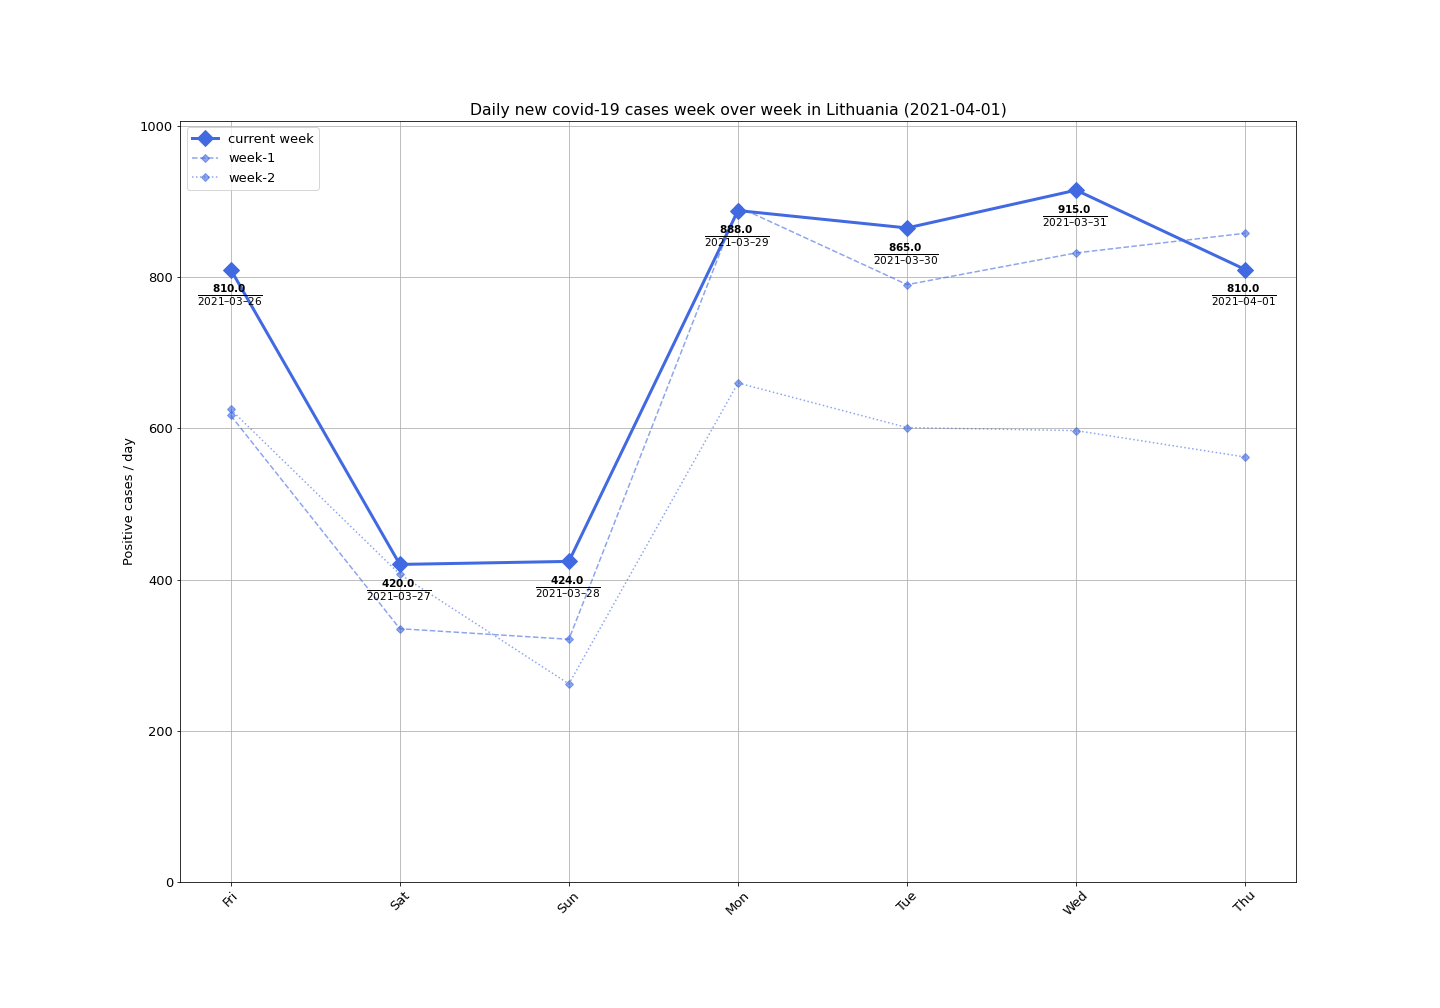 Daily new covid-19 cases week over week in Lithuania (2021-04-01)
1000
800
600
400
200
0
Positive cases / day
current week
week-1
week-2
810.0
2021–03–26
420.0
2021–03–27
424.0
2021–03–28
888.0
2021–03–29
865.0
2021–03–30
915.0
2021–03–31
810.0
2021–04–01
Fri
Sat
Sun
Mon
Tue
Wed
Thu